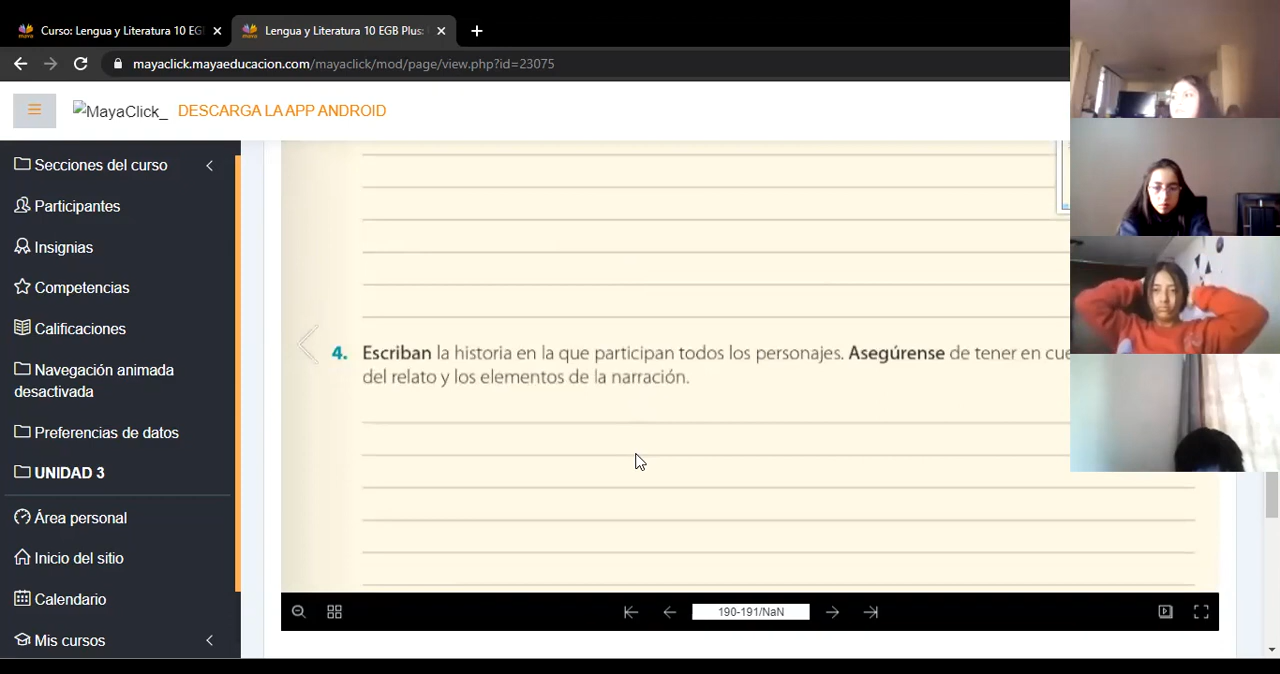 Curso: Lengua y Literatura 10 EG
Lengua y Literatura 10 EGB Plus:
mayaclick.mayaeducacion.com/mayaclick/mod/page/view.php?id=23075
MayaClick_
DESCARGA LA APP ANDROID
Secciones del curso
Participantes
Insignias
Competencias
Calificaciones
Navegación animada
desactivada
Preferencias de datos
UNIDAD 3
Área personal
Inicio del sitio
Calendario
Mis cursos
4. Escriban la historia en la que participan todos los personajes. Asegúrense de tener en cue
del relato y los elementos de la narración.
190-191/NaN